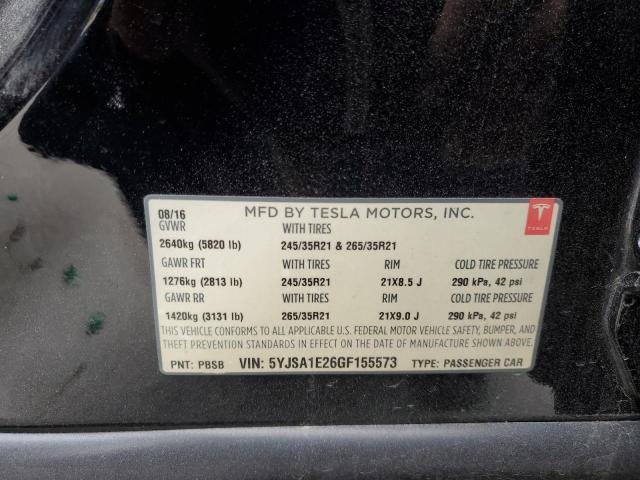 08/16 MFD BY TESLA MOTORS, INC.
GVWR WITH TIRES
2640kg (5820 lb) 245/35R21 & 265/35R21
GAWR FRT WITH TIRES RIM COLD TIRE PRESSURE
1276kg (2813 lb) 245/35R21 21X8.5 J 290 kPa, 42 psi
GAWR RR WITH TIRES RIM COLD TIRE PRESSURE
1420kg (3131 lb) 265/35R21 21X9.0 J 290 kPa, 42 psi
THIS VEHICLE CONFORMS TO ALL APPLICABLE U.S. FEDERAL MOTOR VEHICLE SAFETY, BUMPER, AND
THEFT PREVENTION STANDARDS IN EFFECT ON THE DATE OF MANUFACTURE SHOWN ABOVE.
PNT: PBSB VIN: 5YJSA1E26GF155573 TYPE: PASSENGER CAR
TESLA